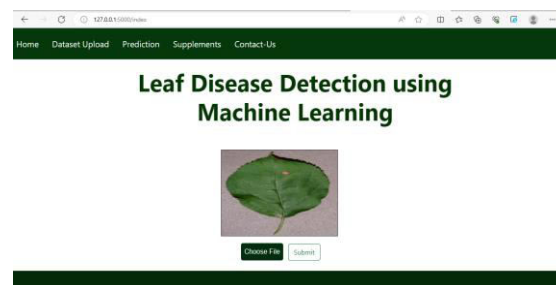 127.0.0.1:5000/index
Home Dataset Upload Prediction Supplements Contact-Us
Leaf Disease Detection using
Machine Learning
Choose File Submit